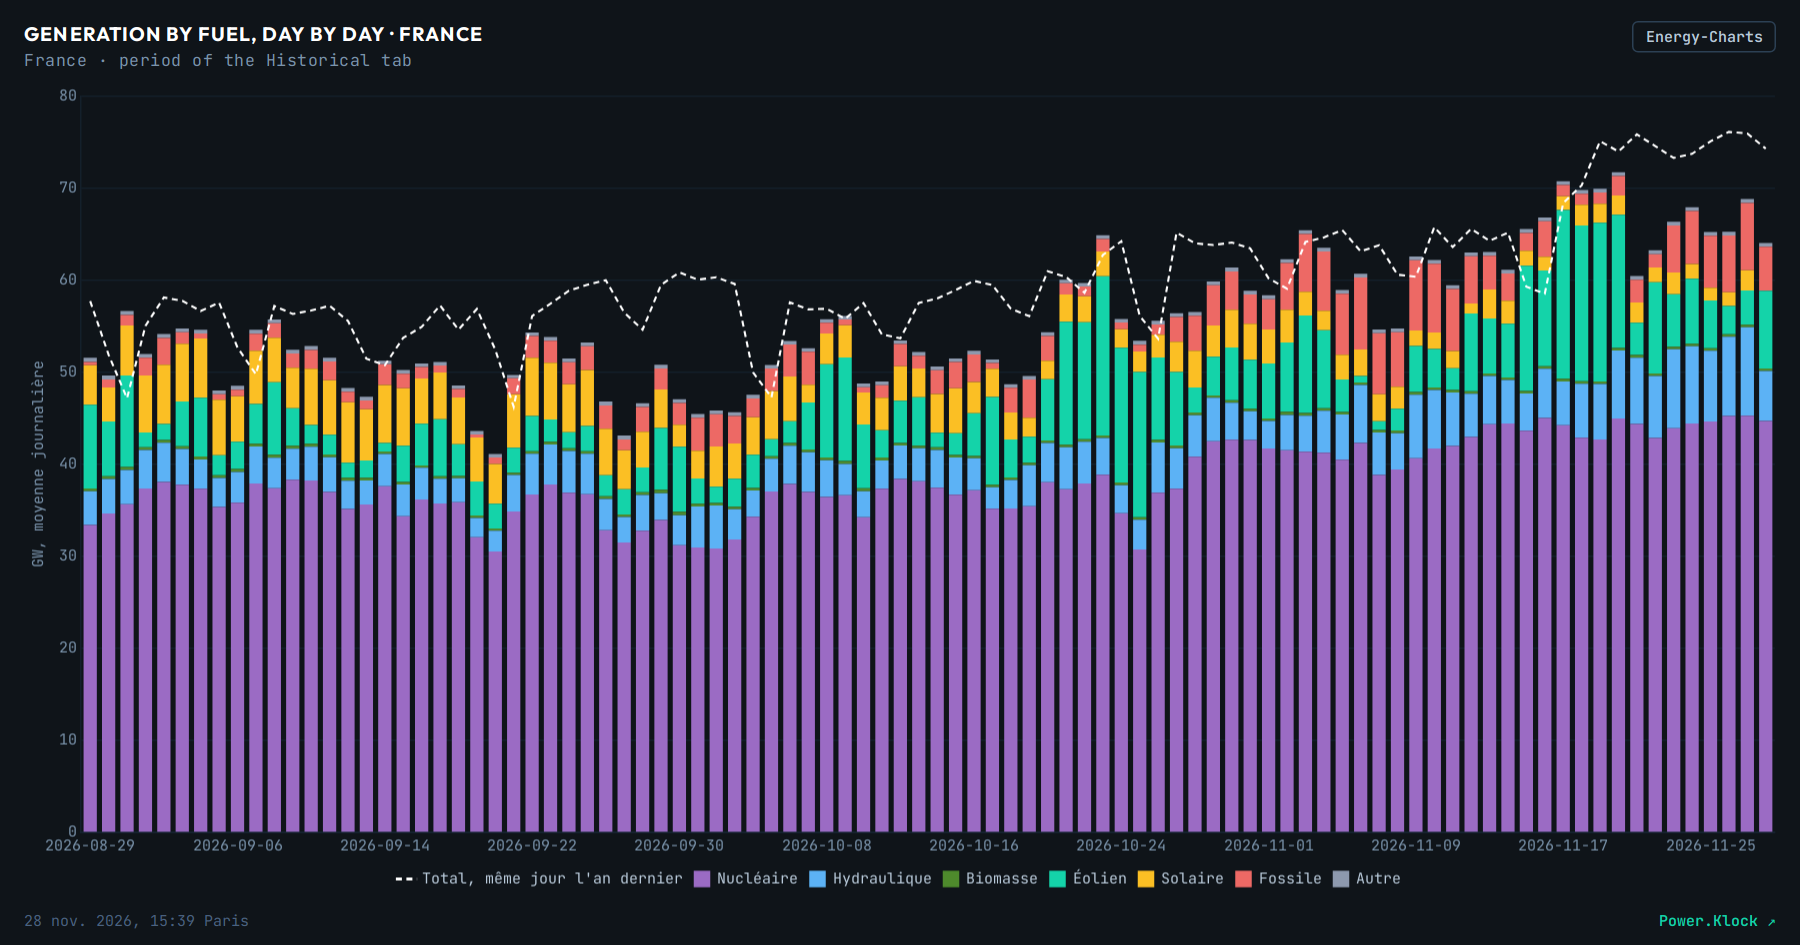 GENERATION BY FUEL, DAY BY DAY · FRANCE
France · period of the Historical tab
Energy-Charts
GW, moyenne journalière
80
70
60
50
40
30
20
10
0
2026-08-29 2026-09-06 2026-09-14 2026-09-22 2026-09-30 2026-10-08 2026-10-16 2026-10-24 2026-11-01 2026-11-09 2026-11-17 2026-11-25
Total, même jour l'an dernier Nucléaire Hydraulique Biomasse Éolien Solaire Fossile Autre
28 nov. 2026, 15:39 Paris
Power.Klock ↗